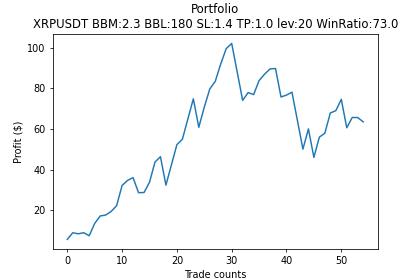 Portfolio
XRPUSDT BBM:2.3 BBL:180 SL:1.4 TP:1.0 lev:20 WinRatio:73.0
100
80
60
40
20
Profit ($)
0 10 20 30 40 50
Trade counts